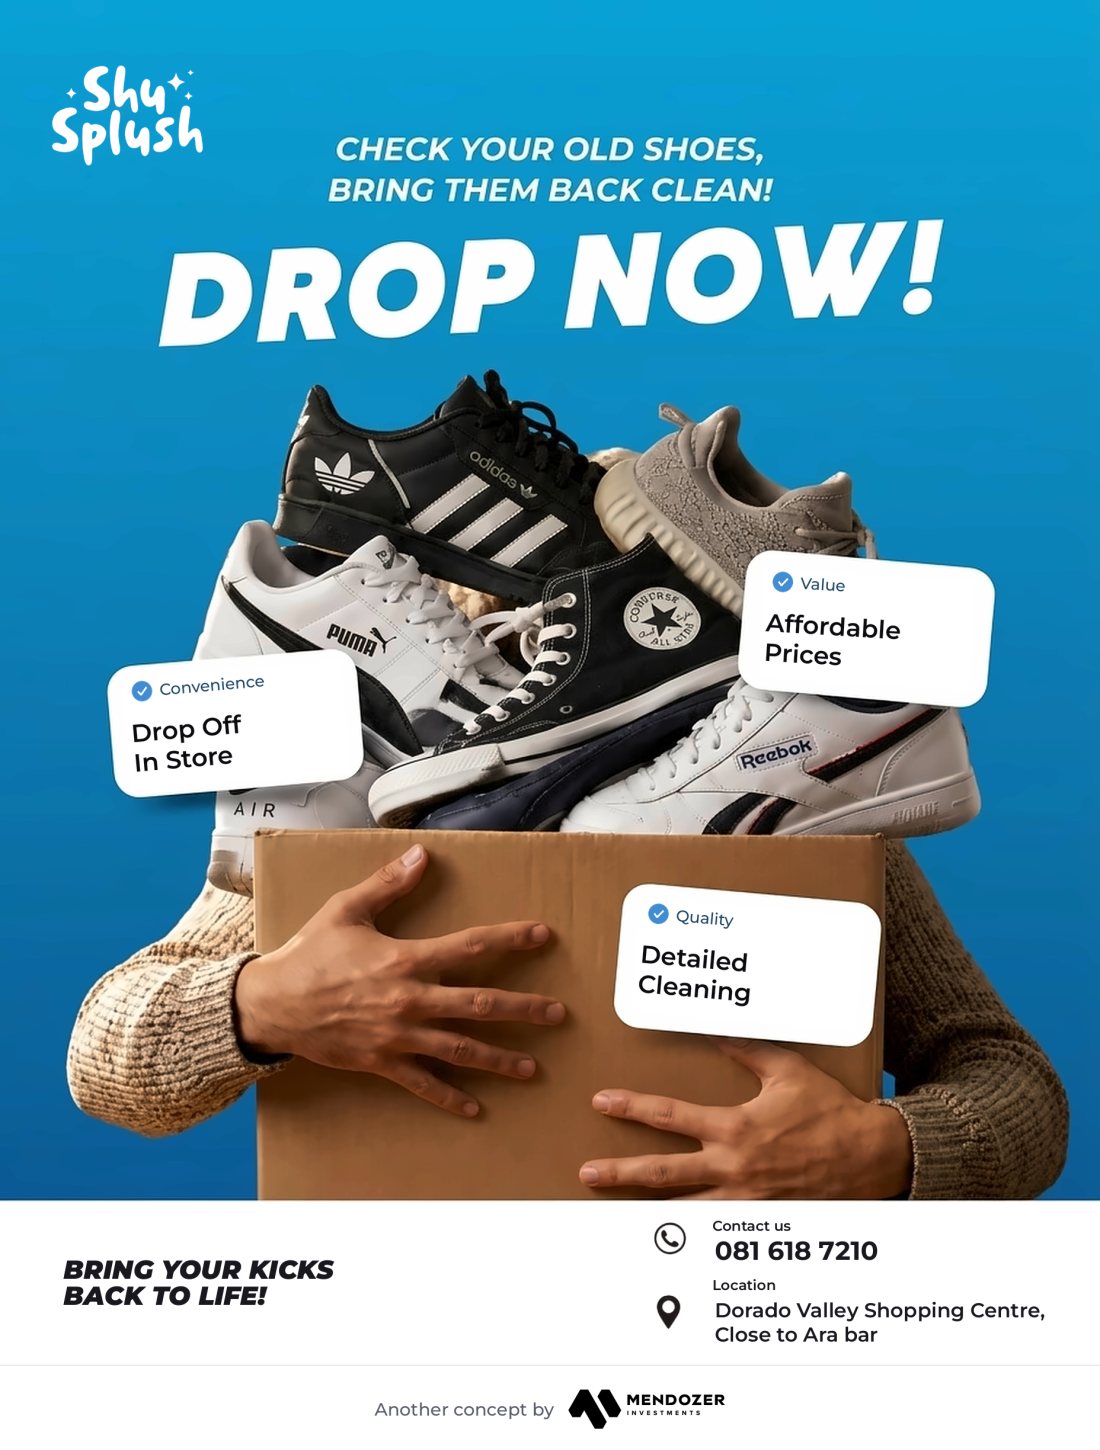 Shu
Splush
CHECK YOUR OLD SHOES,
BRING THEM BACK CLEAN!
DROP NOW!
adidas
PUMA
CONVERSE
ALL STAR
Value
Affordable
Prices
Convenience
Drop Off
In Store
Reebok
AIR
Quality
Detailed
Cleaning
BRING YOUR KICKS
BACK TO LIFE!
Contact us
081 618 7210
Location
Dorado Valley Shopping Centre,
Close to Ara bar
Another concept by
MENDOZER
INVESTMENTS